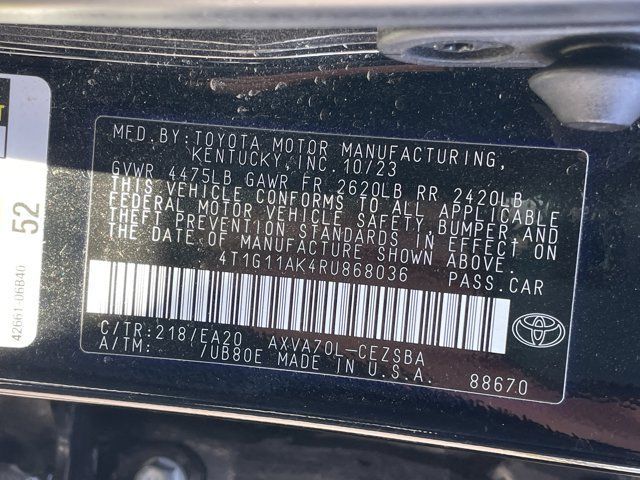 MFD.BY:TOYOTA MOTOR MANUFACTURING,
KENTUCKY,INC. 10/23
GVWR 4475LB GAWR FR 2620LB RR 2420LB
THIS VEHICLE CONFORMS TO ALL APPLICABLE
FEDERAL MOTOR VEHICLE SAFETY,BUMPER AND
THEFT PREVENTION STANDARDS IN EFFECT ON
THE DATE OF MANUFACTURE SHOWN ABOVE.
4T1G11AK4RU868036 PASS.CAR
C/TR:218/EA20 AXVA70L-CEZSBA
A/TM: /UB80E MADE IN U.S.A.
88670
52
42661-06B40